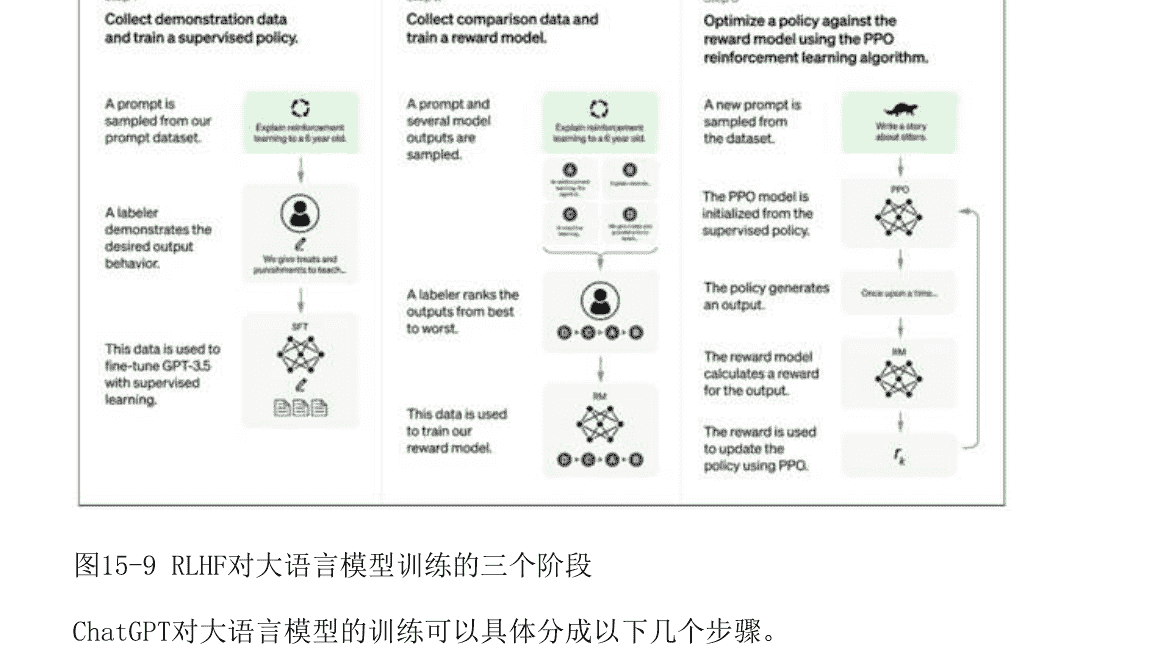 Collect demonstration data
and train a supervised policy.
A prompt is
sampled from our
prompt dataset.
Explain reinforcement
learning to a 6 year old.
A labeler
demonstrates the
desired output
behavior.
We give treats and
punishments to teach...
SFT
This data is used to
fine-tune GPT-3.5
with supervised
learning.
Collect comparison data and
train a reward model.
A prompt and
several model
outputs are
sampled.
Explain reinforcement
learning to a 6 year old.
A
B
Explain rewards...
C
D
We give treats and
punishments to
teach...
A labeler ranks the
outputs from best
to worst.
D > C > A > B
RM
This data is used
to train our
reward model.
D > C > A > B
Optimize a policy against the
reward model using the PPO
reinforcement learning algorithm.
A new prompt is
sampled from
the dataset.
Write a story
about otters.
PPO
The PPO model is
initialized from the
supervised policy.
The policy generates
an output.
Once upon a time...
RM
The reward model
calculates a reward
for the output.
The reward is used
to update the
policy using PPO.
rk
图15-9 RLHF对大语言模型训练的三个阶段
ChatGPT对大语言模型的训练可以具体分成以下几个步骤。